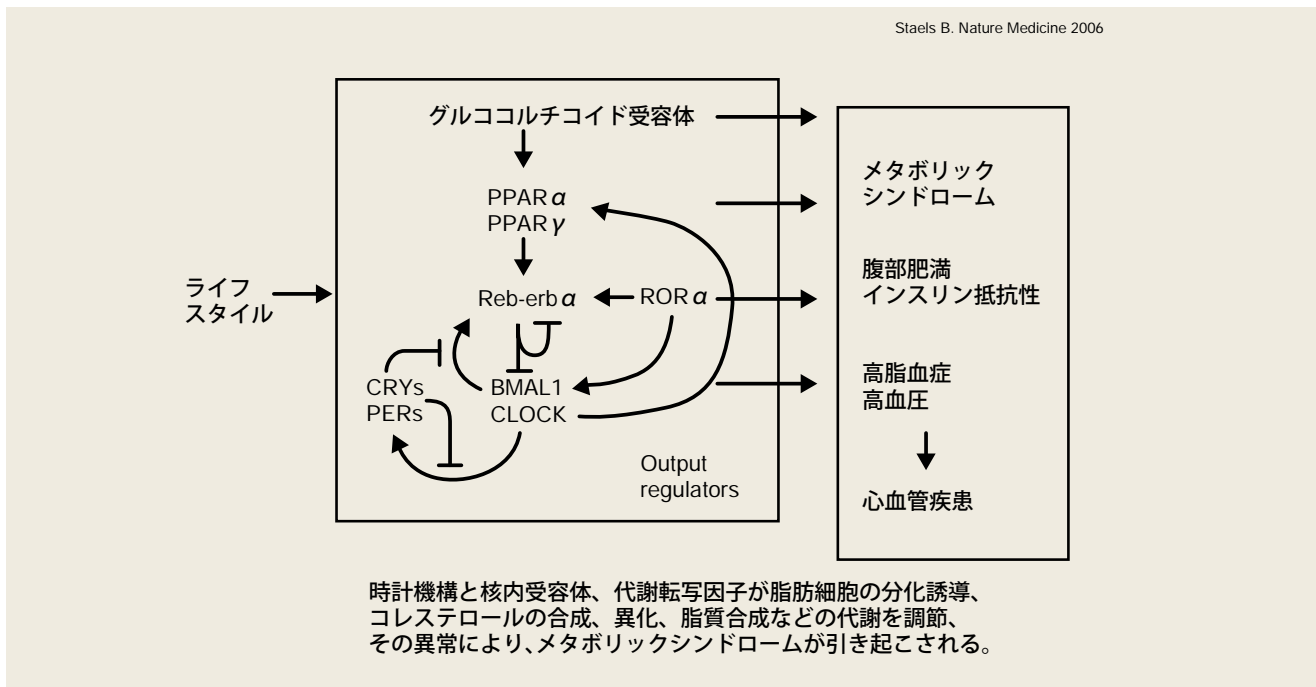 Staels B. Nature Medicine 2006
グルココルチコイド受容体
PPARα
PPARγ
Reb-erbα
RORα
ライフ
スタイル
CRYs
PERs
BMAL1
CLOCK
Output
regulators
メタボリック
シンドローム
腹部肥満
インスリン抵抗性
高脂血症
高血圧
心血管疾患
時計機構と核内受容体、代謝転写因子が脂肪細胞の分化誘導、
コレステロールの合成、異化、脂質合成などの代謝を調節、
その異常により、メタボリックシンドロームが引き起こされる。